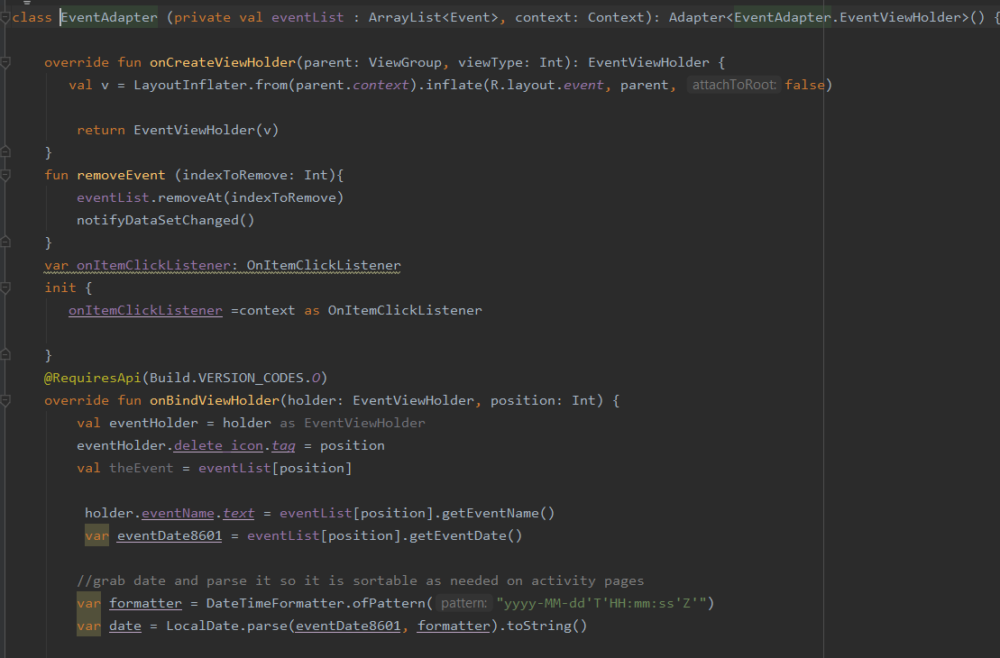 class EventAdapter (private val eventList : ArrayList<Event>, context: Context): Adapter<EventAdapter.EventViewHolder>() {
override fun onCreateViewHolder(parent: ViewGroup, viewType: Int): EventViewHolder {
val v = LayoutInflater.from(parent.context).inflate(R.layout.event, parent, attachToRoot: false)
return EventViewHolder(v)
}
fun removeEvent (indexToRemove: Int){
eventList.removeAt(indexToRemove)
notifyDataSetChanged()
}
var onItemClickListener: OnItemClickListener
init {
onItemClickListener =context as OnItemClickListener
}
@RequiresApi(Build.VERSION_CODES.O)
override fun onBindViewHolder(holder: EventViewHolder, position: Int) {
val eventHolder = holder as EventViewHolder
eventHolder.delete_icon.tag = position
val theEvent = eventList[position]
holder.eventName.text = eventList[position].getEventName()
var eventDate8601 = eventList[position].getEventDate()
//grab date and parse it so it is sortable as needed on activity pages
var formatter = DateTimeFormatter.ofPattern( pattern: "yyyy-MM-dd'T'HH:mm:ss'Z'")
var date = LocalDate.parse(eventDate8601, formatter).toString()